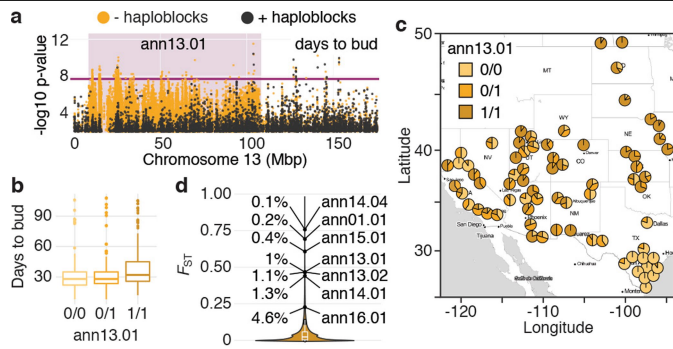 a
- haploblocks
+ haploblocks
12
8
4
-log10 p-value
ann13.01
days to bud
0
50
100
150
Chromosome 13 (Mbp)
b
90
60
30
Days to bud
0/0
0/1
1/1
ann13.01
d
1.00
0.75
0.50
0.25
0
FST
0.1%
0.2%
0.4%
1%
1.1%
1.3%
4.6%
ann14.04
ann01.01
ann15.01
ann13.01
ann13.02
ann14.01
ann16.01
c
50
40
30
Latitude
ann13.01
0/0
0/1
1/1
MT
WY
NE
NV
UT
CO
Denver
OK
NM
Albuquerque
Phoenix
San Diego
Tijuana
Puebla
Dallas
TX
Chihuahua
Golfo de California
-120
-110
-100
Longitude